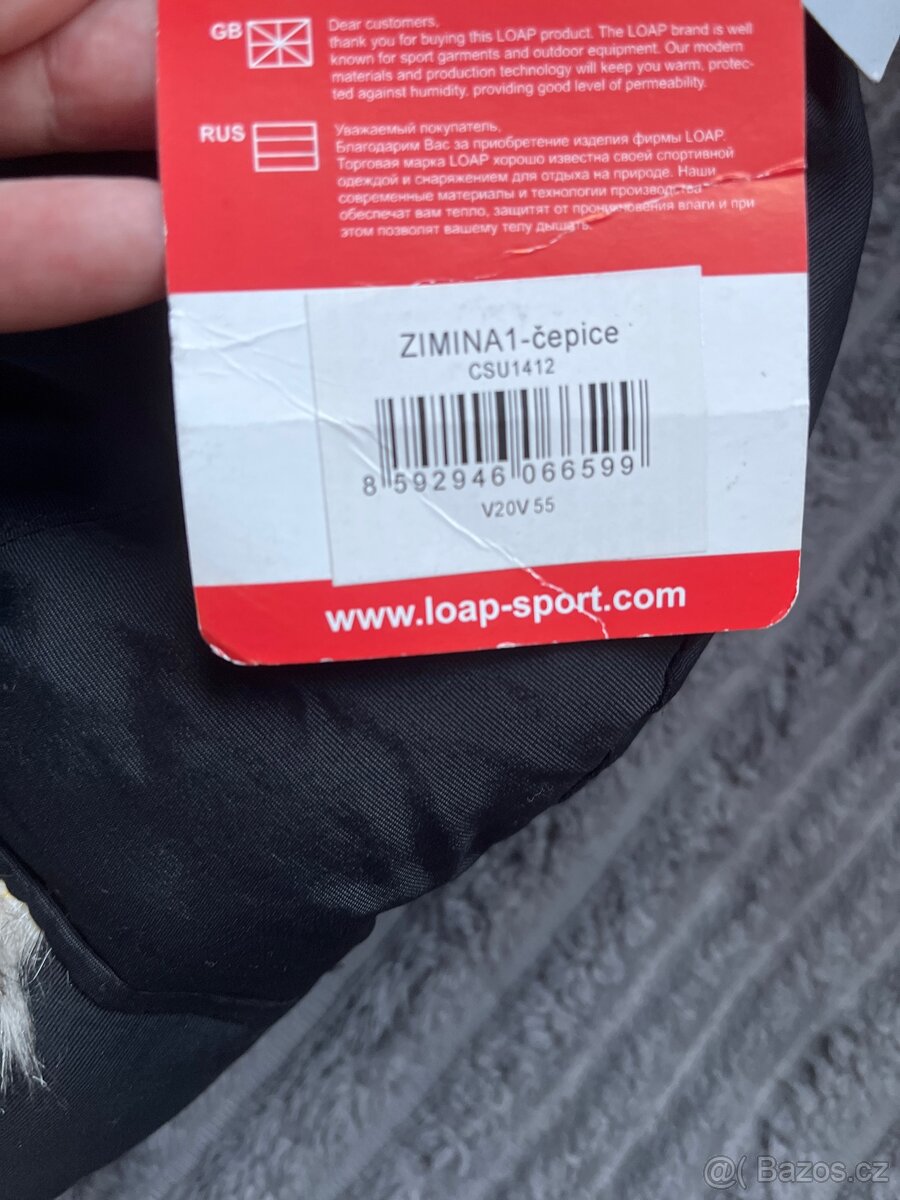 GB
Dear customers,
thank you for buying this LOAP product. The LOAP brand is well
known for sport garments and outdoor equipment. Our modern
materials and production technology will keep you warm, protec-
ted against humidity, providing good level of permeability.
RUS
Уважаемый покупатель,
Благодарим Вас за приобретение изделия фирмы LOAP.
Торговая марка LOAP хорошо известна своей спортивной
одеждой и снаряжением для отдыха на природе. Наши
современные материалы и технологии производства
обеспечат вам тепло, защитят от проникновения влаги и при
этом позволят вашему телу дышать.
ZIMINA1-čepice
CSU1412
8 592946 066599
V20V 55
www.loap-sport.com
@( Bazos.cz